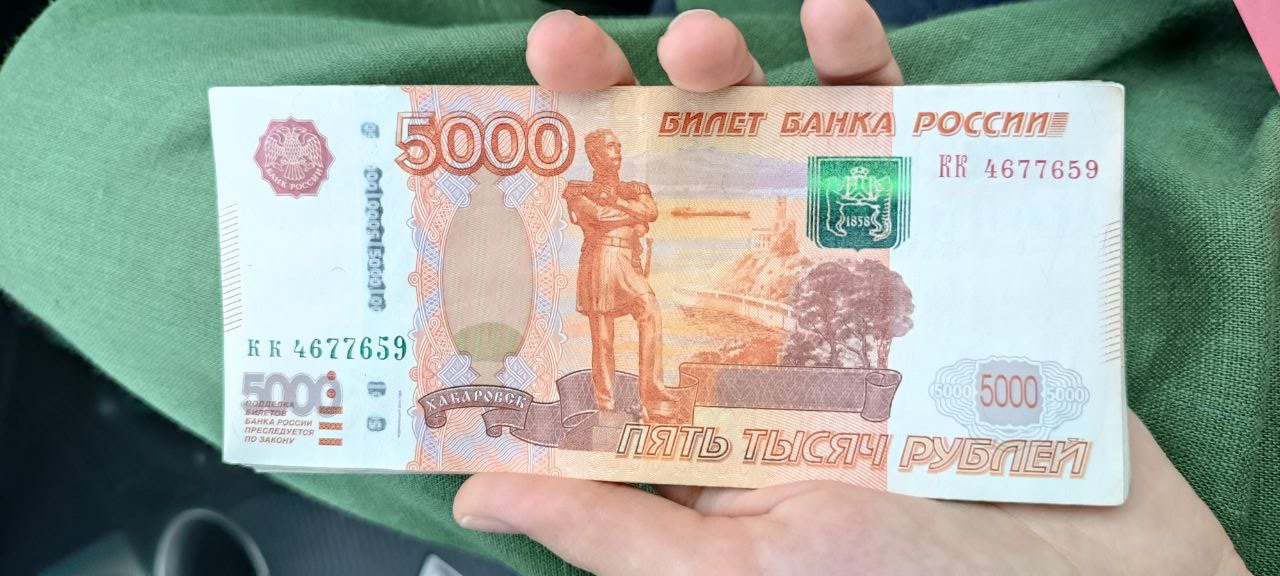 5000
БИЛЕТ БАНКА РОССИИ
КК 4677659
БАНК РОССИИ
1858
КК 4677659
5000
ПОДДЕЛКА
БИЛЕТОВ
БАНКА РОССИИ
ПРЕСЛЕДУЕТСЯ
ПО ЗАКОНУ
ХАБАРОВСК
5000 5000 5000
ПЯТЬ ТЫСЯЧ РУБЛЕЙ